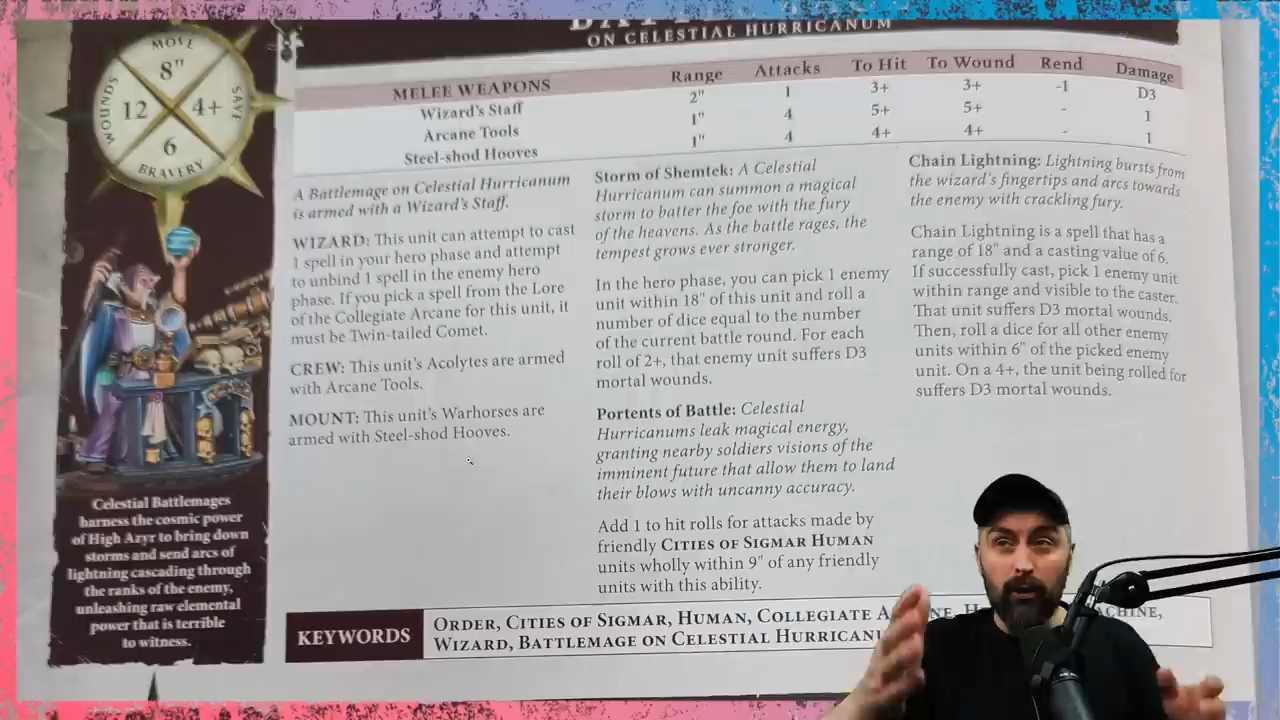 ON CELESTIAL HURRICANUM
MOVE
8"
WOUNDS
12
4+
SAVE
6
BRAVERY
MELEE WEAPONS Range Attacks To Hit To Wound Rend Damage
Wizard's Staff 2" 1 3+ 3+ -1 D3
Arcane Tools 1" 4 5+ 5+ - 1
Steel-shod Hooves 1" 4 4+ 4+ - 1
A Battlemage on Celestial Hurricanum
is armed with a Wizard's Staff.
WIZARD: This unit can attempt to cast
1 spell in your hero phase and attempt
to unbind 1 spell in the enemy hero
phase. If you pick a spell from the Lore
of the Collegiate Arcane for this unit, it
must be Twin-tailed Comet.
CREW: This unit's Acolytes are armed
with Arcane Tools.
MOUNT: This unit's Warhorses are
armed with Steel-shod Hooves.
Storm of Shemtek: A Celestial
Hurricanum can summon a magical
storm to batter the foe with the fury
of the heavens. As the battle rages, the
tempest grows ever stronger.
In the hero phase, you can pick 1 enemy
unit within 18" of this unit and roll a
number of dice equal to the number
of the current battle round. For each
roll of 2+, that enemy unit suffers D3
mortal wounds.
Portents of Battle: Celestial
Hurricanums leak magical energy,
granting nearby soldiers visions of the
imminent future that allow them to land
their blows with uncanny accuracy.
Add 1 to hit rolls for attacks made by
friendly CITIES OF SIGMAR HUMAN
units wholly within 9" of any friendly
units with this ability.
Chain Lightning: Lightning bursts from
the wizard's fingertips and arcs towards
the enemy with crackling fury.
Chain Lightning is a spell that has a
range of 18" and a casting value of 6.
If successfully cast, pick 1 enemy unit
within range and visible to the caster.
That unit suffers D3 mortal wounds.
Then, roll a dice for all other enemy
units within 6" of the picked enemy
unit. On a 4+, the unit being rolled for
suffers D3 mortal wounds.
Celestial Battlemages
harness the cosmic power
of High Azyr to bring down
storms and send arcs of
lightning cascading through
the ranks of the enemy,
unleashing raw elemental
power that is terrible
to witness.
KEYWORDS
ORDER, CITIES OF SIGMAR, HUMAN, COLLEGIATE
WIZARD, BATTLEMAGE ON CELESTIAL